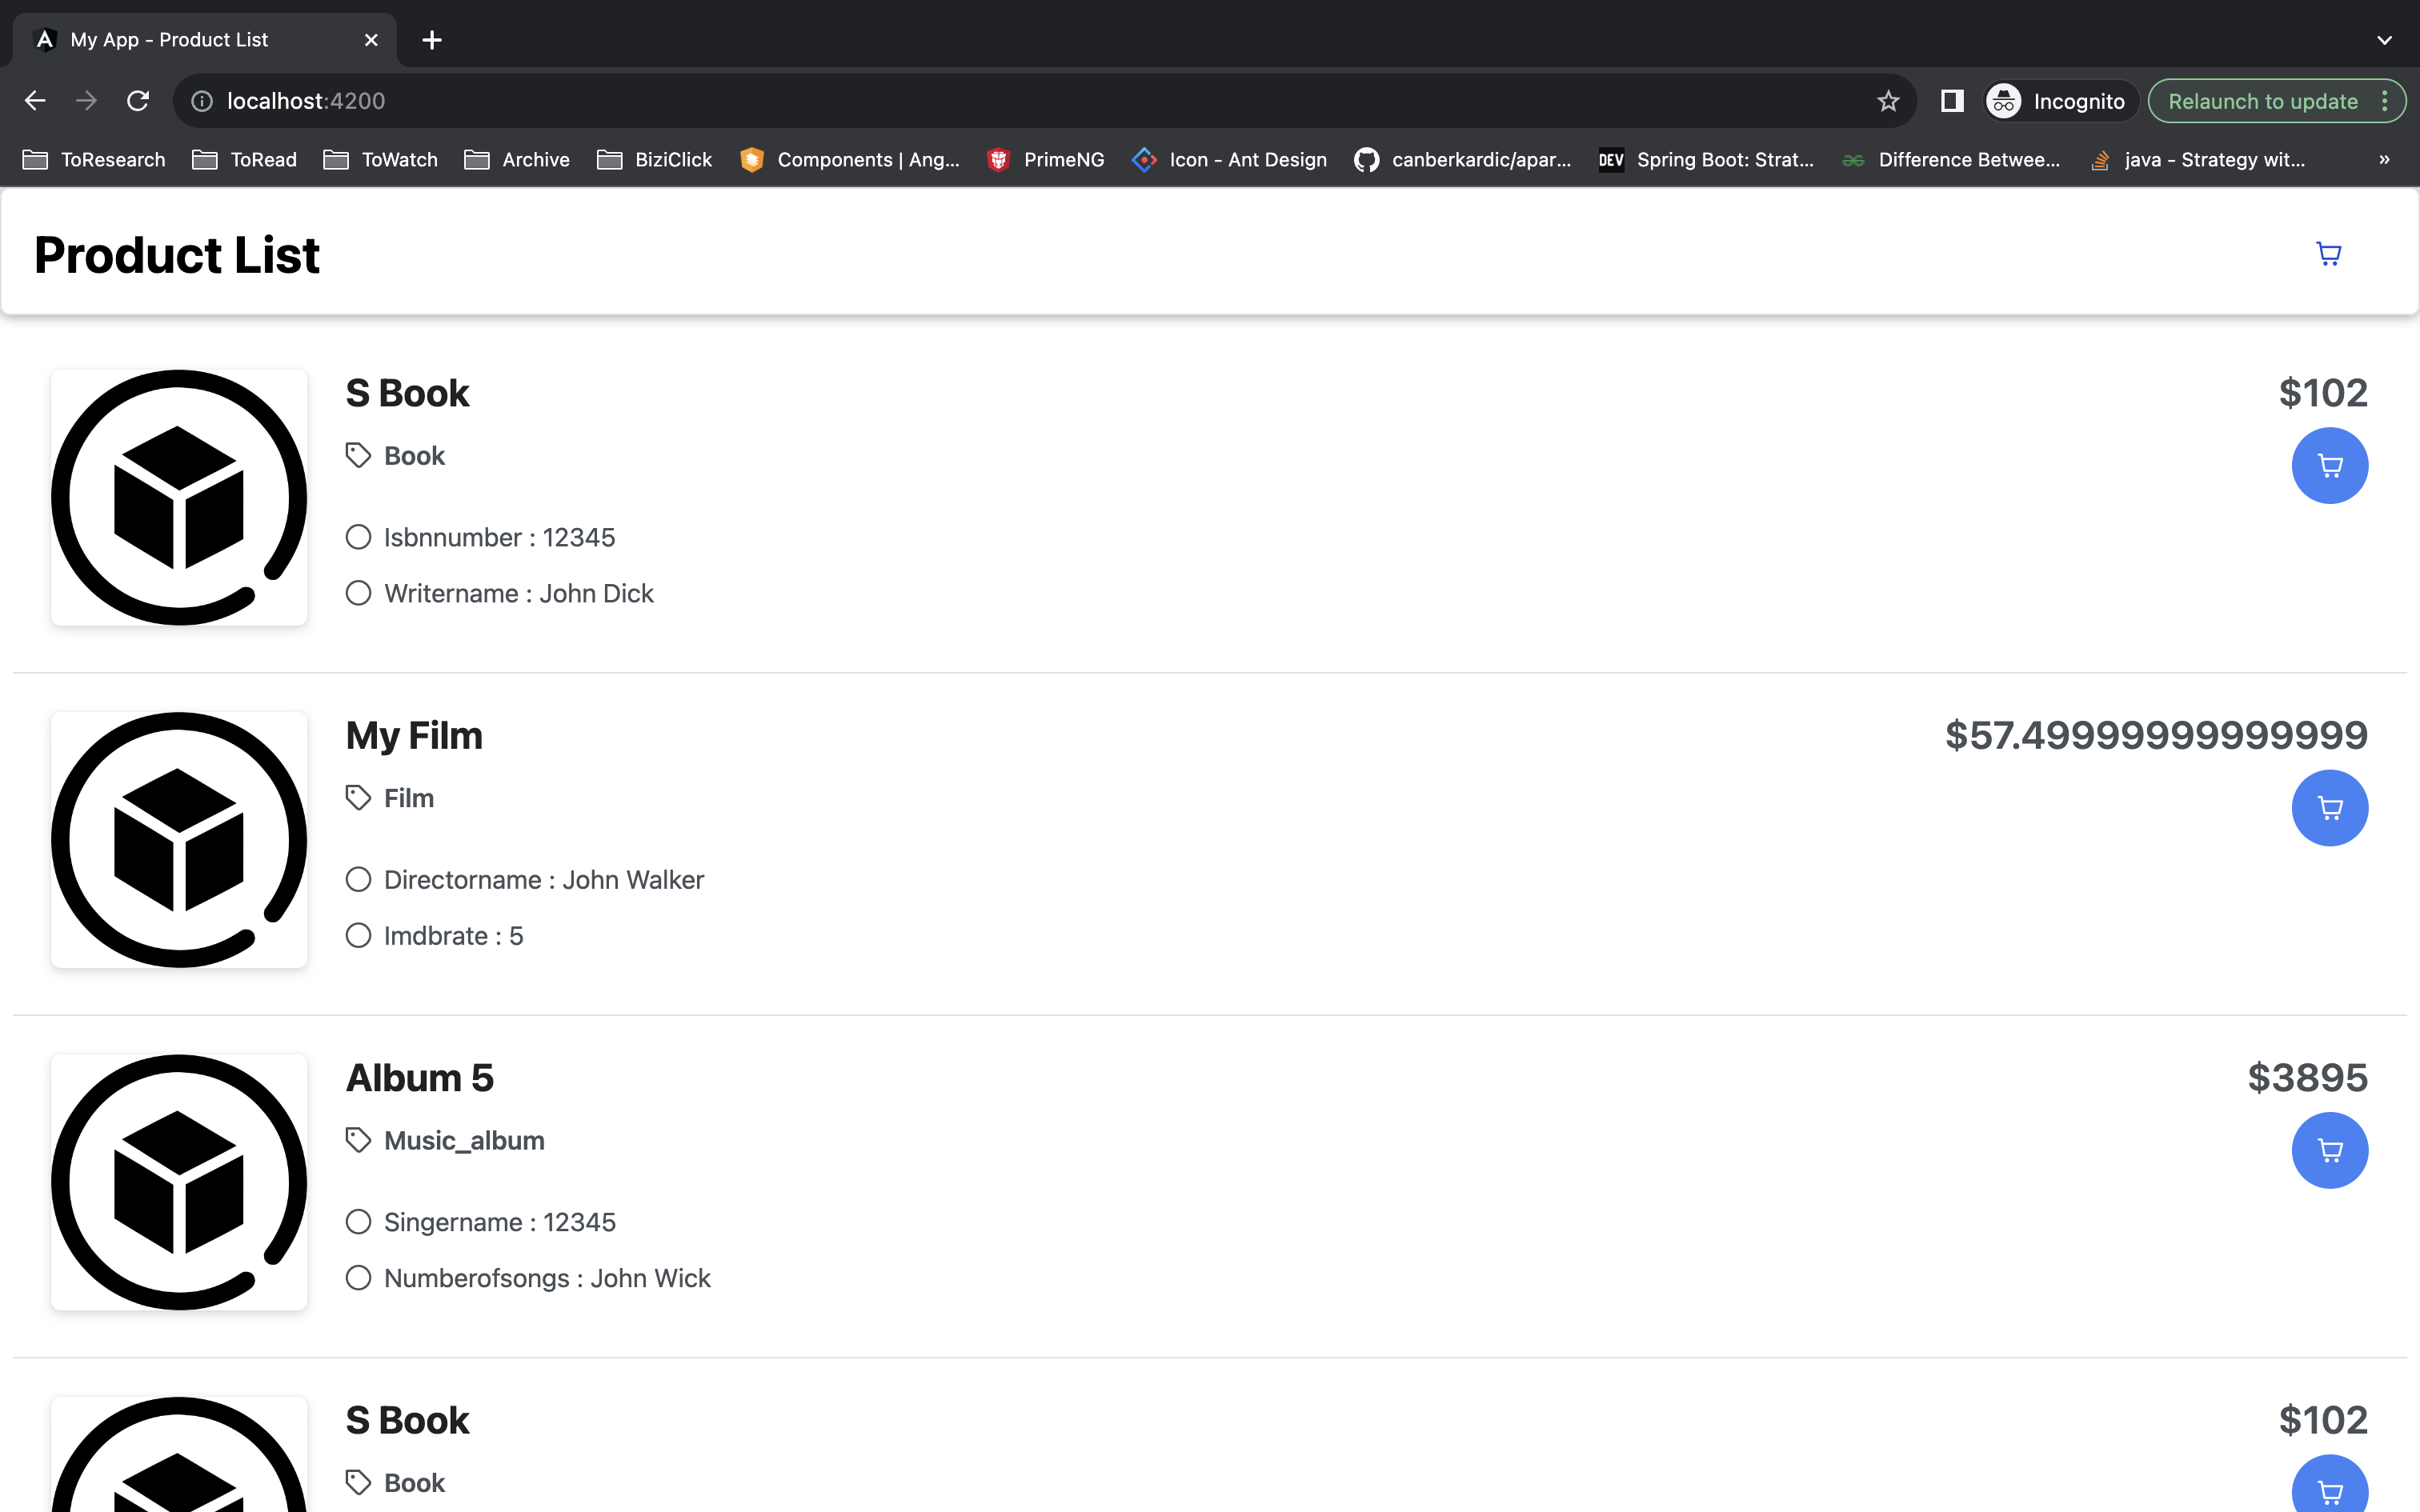 My App - Product List
localhost:4200
Incognito
Relaunch to update
ToResearch
ToRead
ToWatch
Archive
BiziClick
Components | Ang...
PrimeNG
Icon - Ant Design
canberkardic/apar...
DEV
Spring Boot: Strat...
Difference Betwee...
java - Strategy wit...
»
Product List
S Book
$102
Book
Isbnnumber : 12345
Writername : John Dick
My Film
$57.49999999999999
Film
Directorname : John Walker
Imdbrate : 5
Album 5
$3895
Music_album
Singername : 12345
Numberofsongs : John Wick
S Book
$102
Book